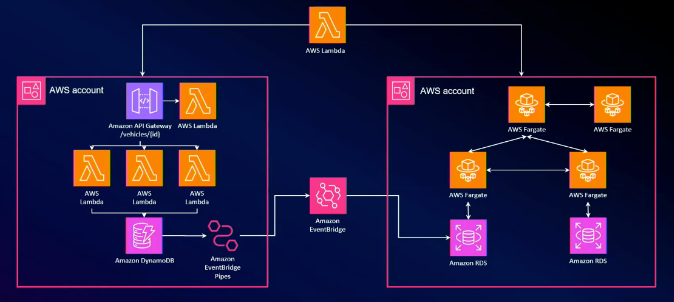 AWS Lambda
AWS account
Amazon API Gateway
/vehicles/{id}
AWS Lambda
AWS
Lambda
AWS
Lambda
AWS
Lambda
Amazon DynamoDB
Amazon
EventBridge
Pipes
Amazon
EventBridge
AWS account
AWS Fargate
AWS Fargate
AWS Fargate
AWS Fargate
Amazon RDS
Amazon RDS